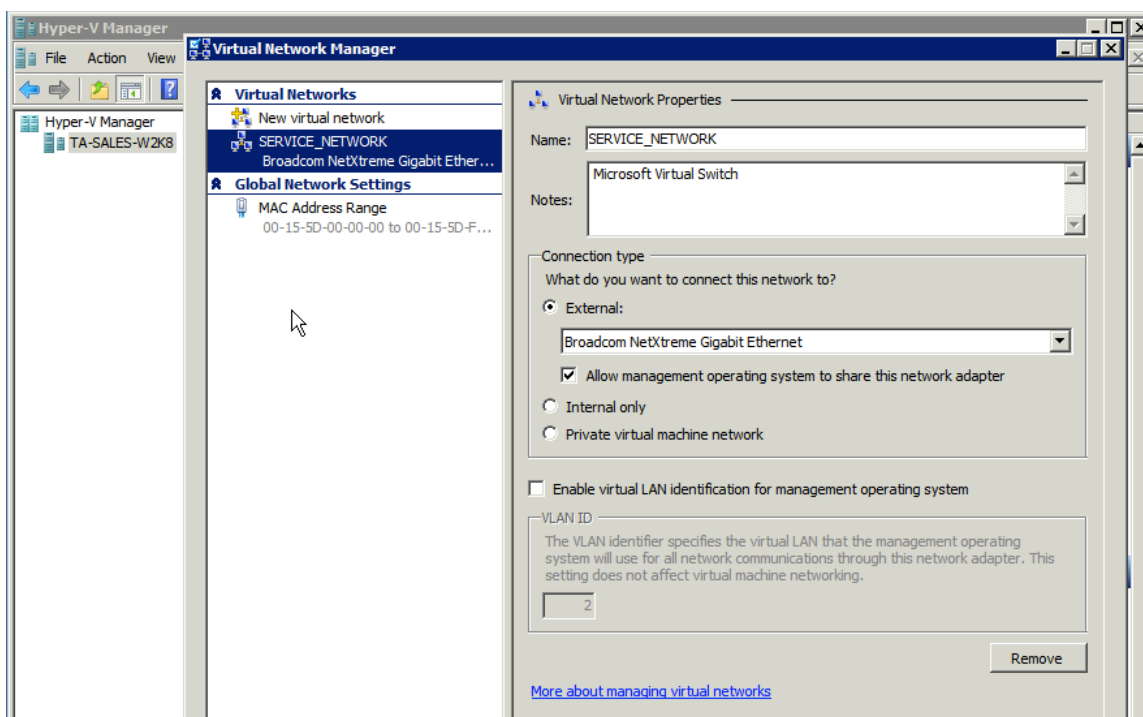 Hyper-V Manager
File Action View
Hyper-V Manager
TA-SALES-W2K8
Virtual Network Manager
Virtual Networks
New virtual network
SERVICE_NETWORK
Broadcom NetXtreme Gigabit Ether...
Global Network Settings
MAC Address Range
00-15-5D-00-00-00 to 00-15-5D-F...
Virtual Network Properties
Name: SERVICE_NETWORK
Notes: Microsoft Virtual Switch
Connection type
What do you want to connect this network to?
External:
Broadcom NetXtreme Gigabit Ethernet
Allow management operating system to share this network adapter
Internal only
Private virtual machine network
Enable virtual LAN identification for management operating system
VLAN ID
The VLAN identifier specifies the virtual LAN that the management operating
system will use for all network communications through this network adapter. This
setting does not affect virtual machine networking.
2
Remove
More about managing virtual networks